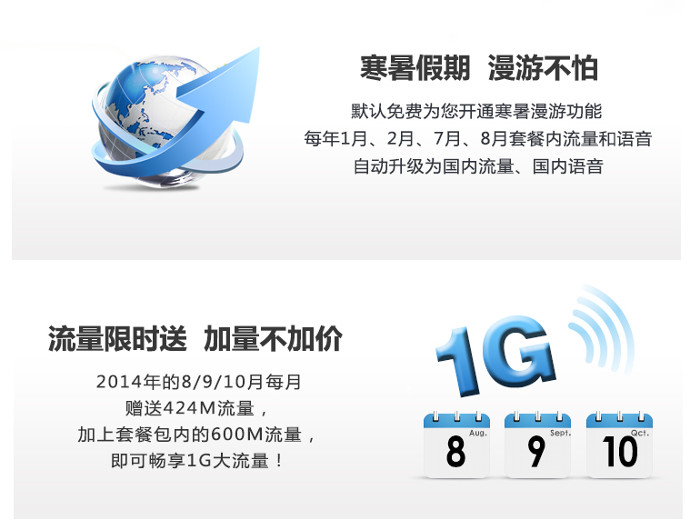 寒暑假期 漫游不怕
默认免费为您开通寒暑漫游功能
每年1月、2月、7月、8月套餐内流量和语音
自动升级为国内流量、国内语音
流量限时送 加量不加价
2014年的8/9/10月每月
赠送424M流量，
加上套餐包内的600M流量，
即可畅享1G大流量！
1G
Aug. Sept. Oct.
8 9 10